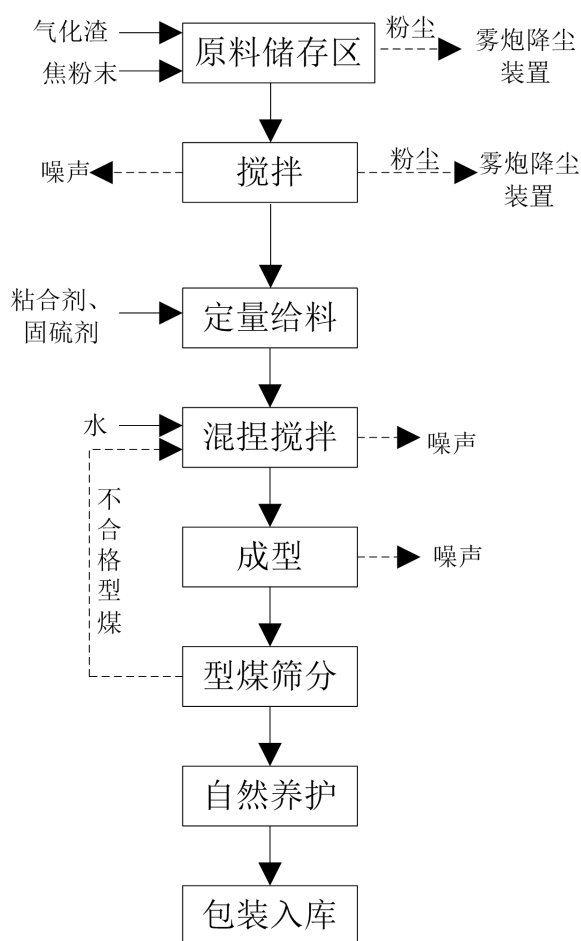 气化渣
焦粉末
原料储存区
粉尘
雾炮降尘
装置
噪声
搅拌
粉尘
雾炮降尘
装置
粘合剂、
固硫剂
定量给料
水
混捏搅拌
噪声
不合格型煤
成型
噪声
型煤筛分
自然养护
包装入库